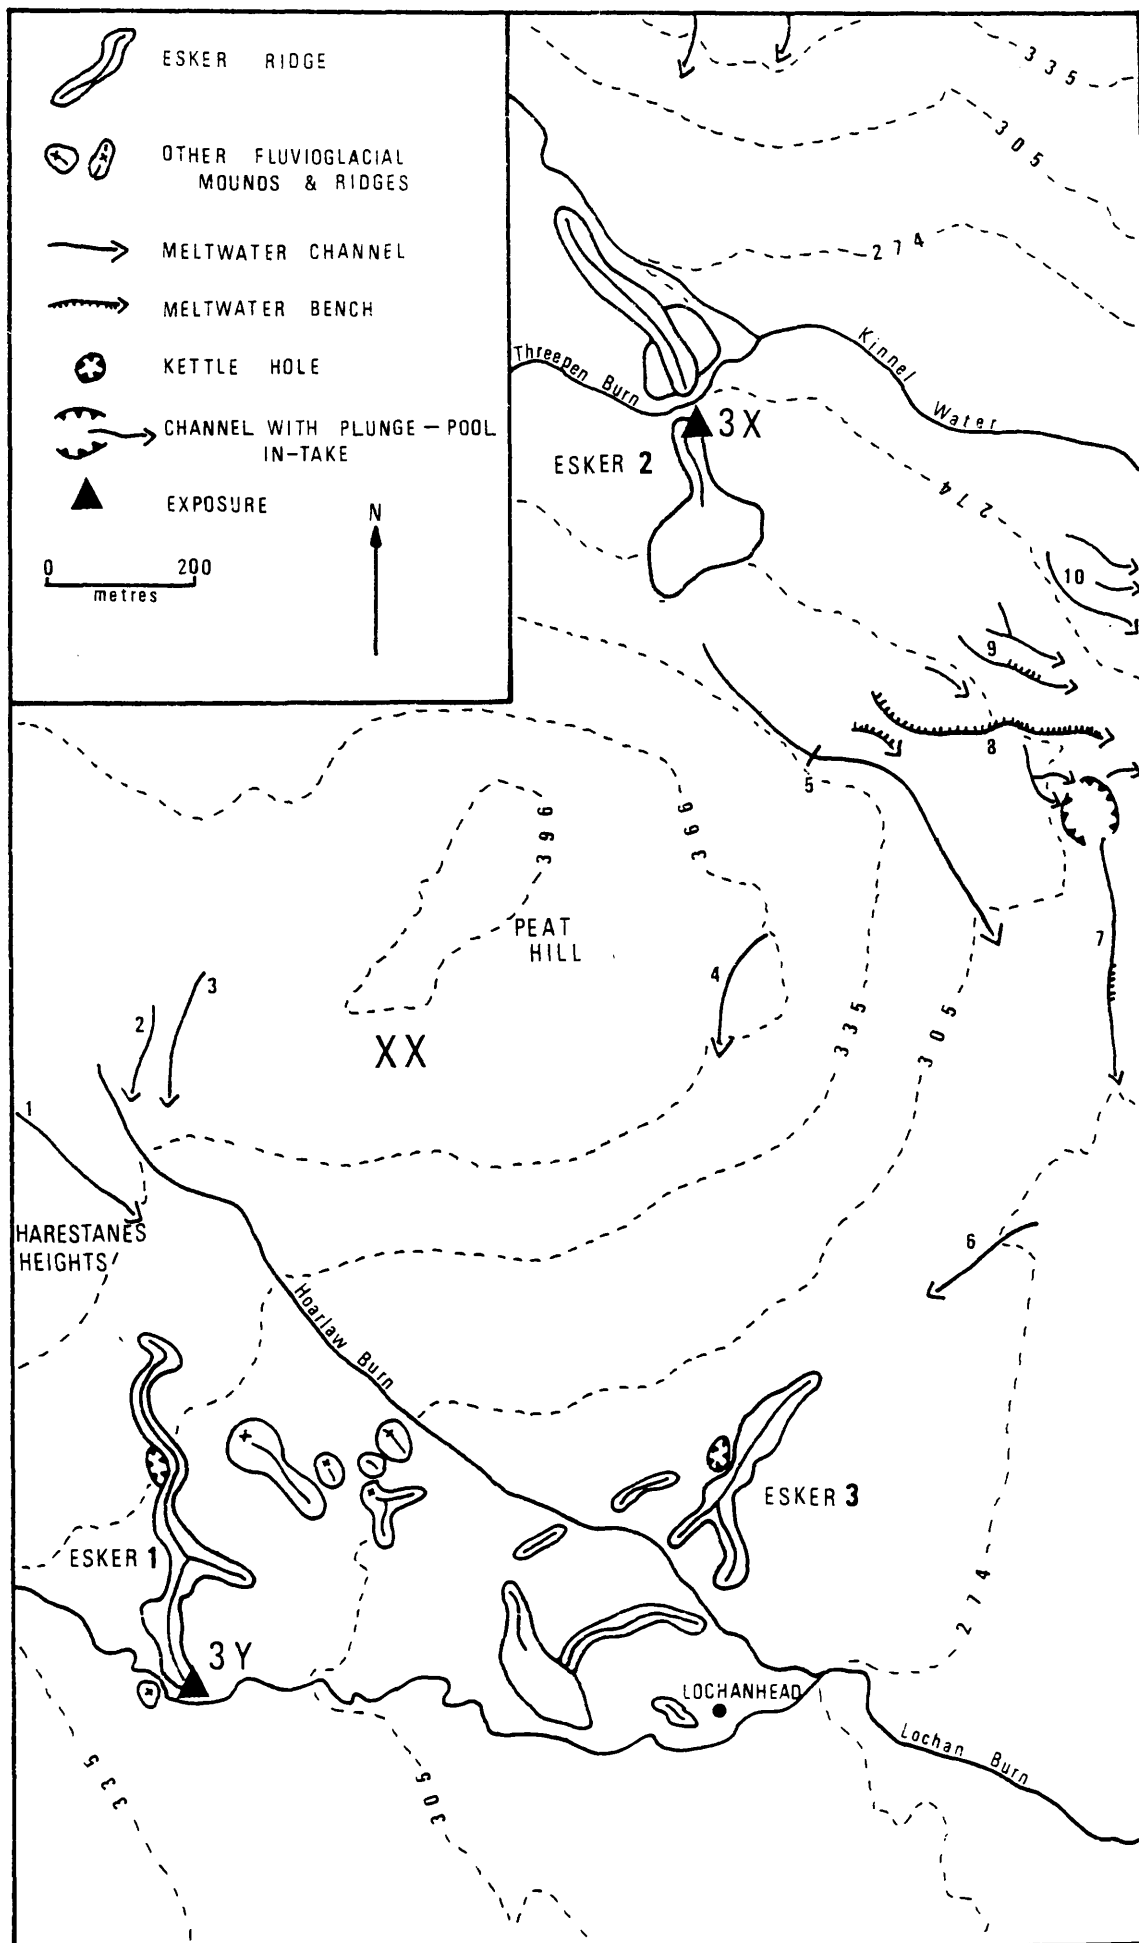 ESKER RIDGE
OTHER FLUVIOGLACIAL
MOUNDS & RIDGES
MELTWATER CHANNEL
MELTWATER BENCH
KETTLE HOLE
CHANNEL WITH PLUNGE-POOL
IN-TAKE
EXPOSURE
N
0 200
metres
335
305
274
Kinnel
Water
Threepen Burn
3X
ESKER 2
274
10
9
8
5
7
396
366
PEAT
HILL
4
3
2
XX
335
305
1
HARESTANES
HEIGHTS
6
Hoarlaw Burn
ESKER 3
ESKER 1
274
3Y
LOCHANHEAD
Lochan Burn
335
305